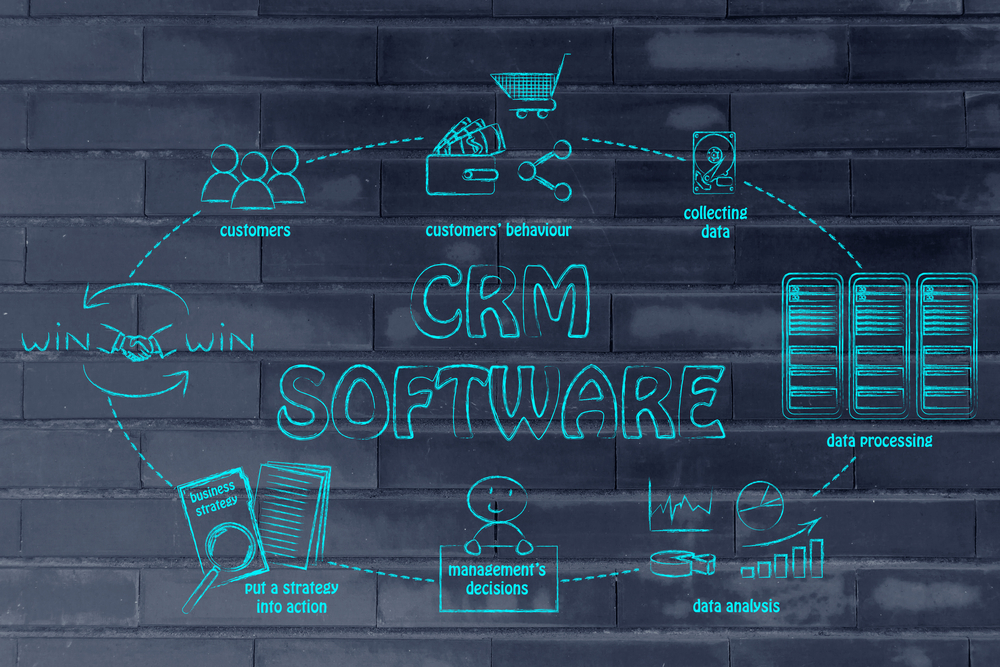 customers
customers' behaviour
collecting
data
CRM
SOFTWARE
WIN WIN
data processing
business
strategy
put a strategy
into action
management's
decisions
data analysis